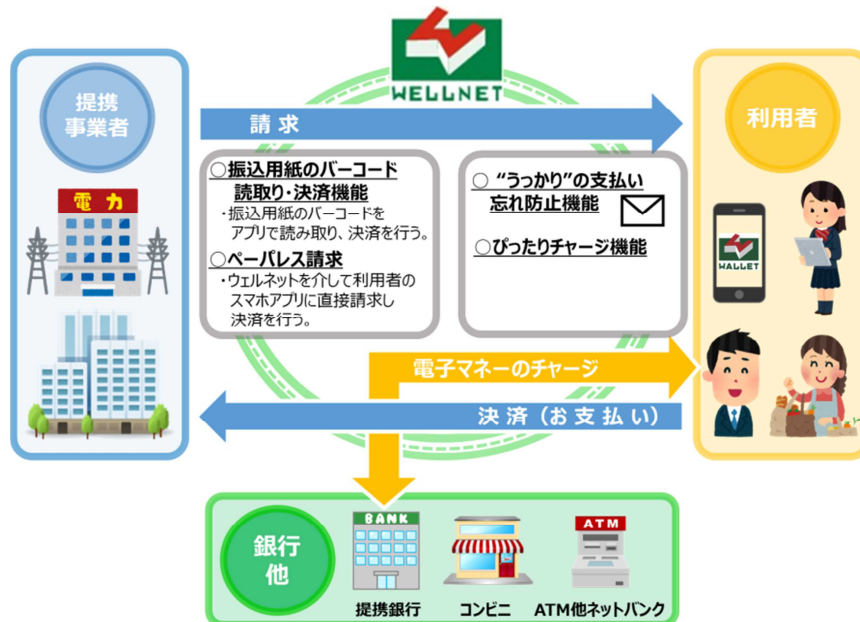 WELLNET
提携
事業者
利用者
請求
電力
○振込用紙のバーコード
読取り・決済機能
・振込用紙のバーコードを
アプリで読み取り、決済を行う。
○ペーパレス請求
・ウェルネットを介して利用者の
スマホアプリに直接請求し
決済を行う。
○ “うっかり”の支払い
忘れ防止機能
○ぴったりチャージ機能
WALLET
電子マネーのチャージ
決済(お支払い)
銀行
他
BANK
ATM
提携銀行
コンビニ
ATM他ネットバンク